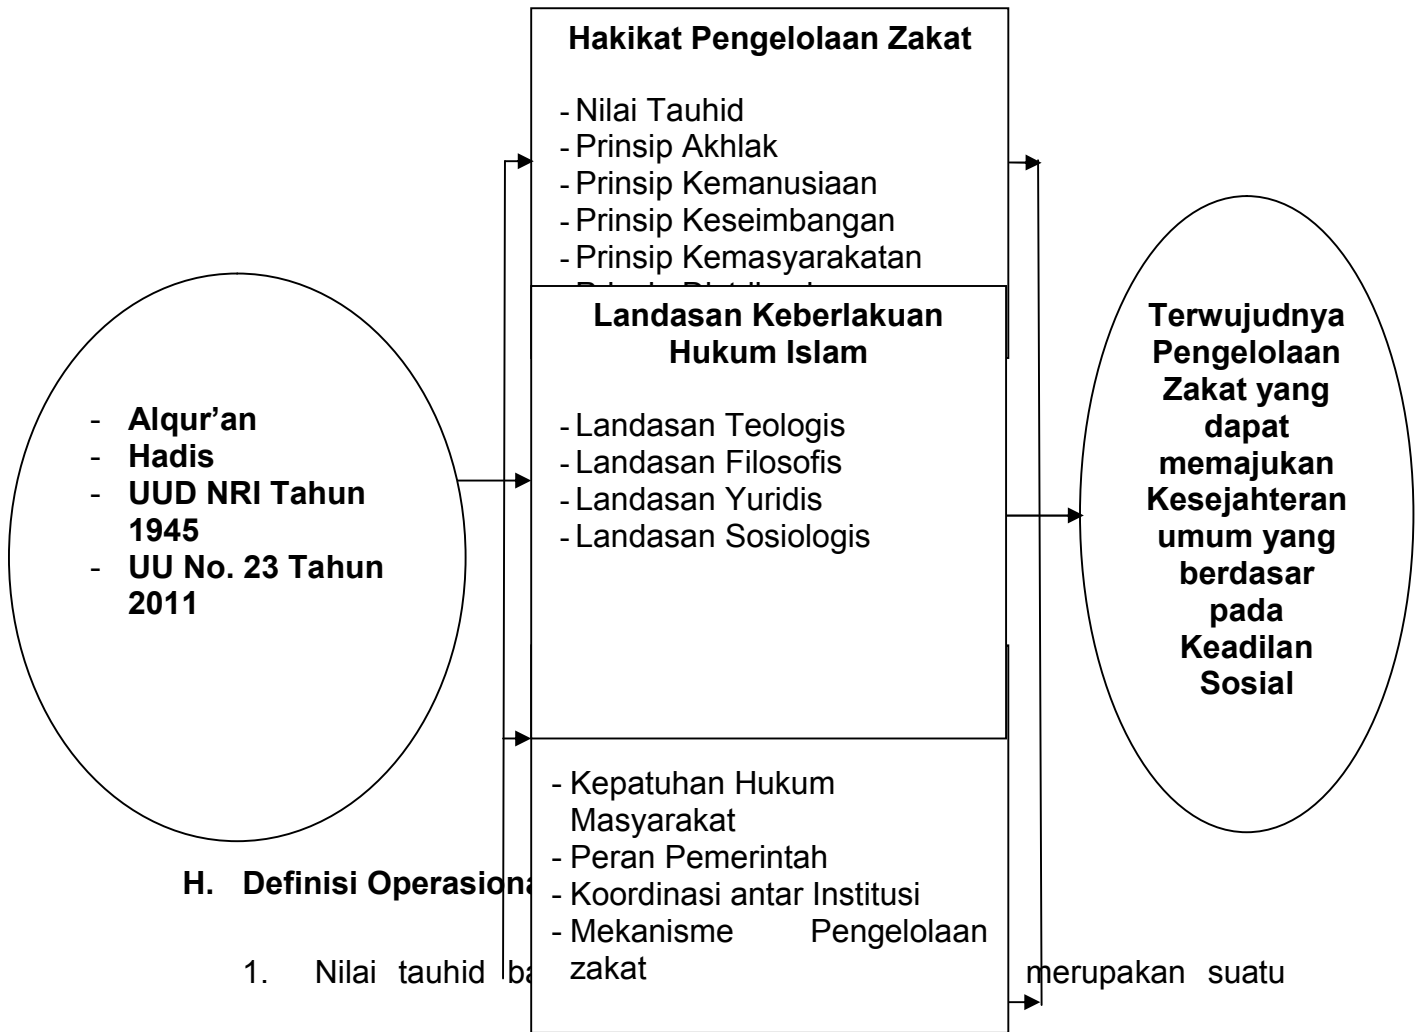 Hakikat Pengelolaan Zakat
- Nilai Tauhid
- Prinsip Akhlak
- Prinsip Kemanusiaan
- Prinsip Keseimbangan
- Prinsip Kemasyarakatan
- Alqur’an
- Hadis
- UUD NRI Tahun
1945
- UU No. 23 Tahun
2011
Landasan Keberlakuan
Hukum Islam
- Landasan Teologis
- Landasan Filosofis
- Landasan Yuridis
- Landasan Sosiologis
- Kepatuhan Hukum
Masyarakat
- Peran Pemerintah
- Koordinasi antar Institusi
- Mekanisme Pengelolaan
zakat
Terwujudnya
Pengelolaan
Zakat yang
dapat
memajukan
Kesejahteran
umum yang
berdasar
pada
Keadilan
Sosial
H. Definisi
1. Nilai tauhid merupakan suatu